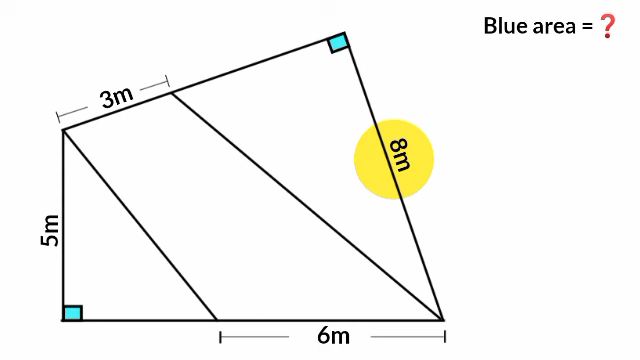 Blue area = ❓
3m
8m
5m
6m